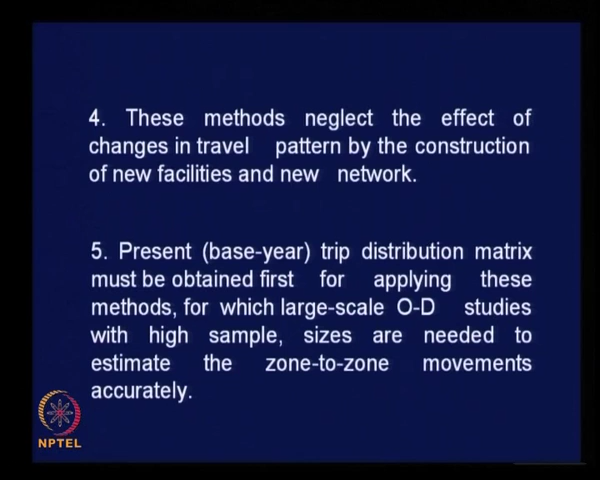 4. These methods neglect the effect of
changes in travel pattern by the construction
of new facilities and new network.
5. Present (base-year) trip distribution matrix
must be obtained first for applying these
methods, for which large-scale O-D studies
with high sample, sizes are needed to
estimate the zone-to-zone movements
accurately.
NPTEL